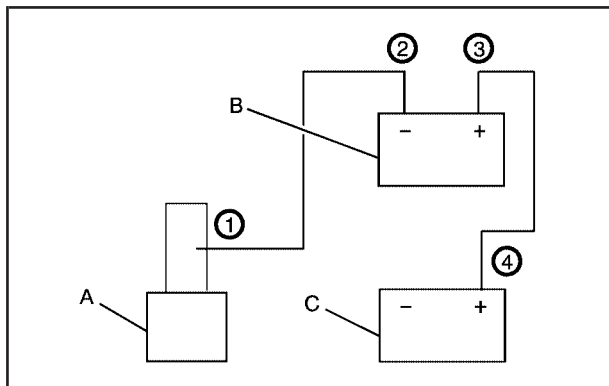 ② ③
B
− +
①
④
A
C
− +